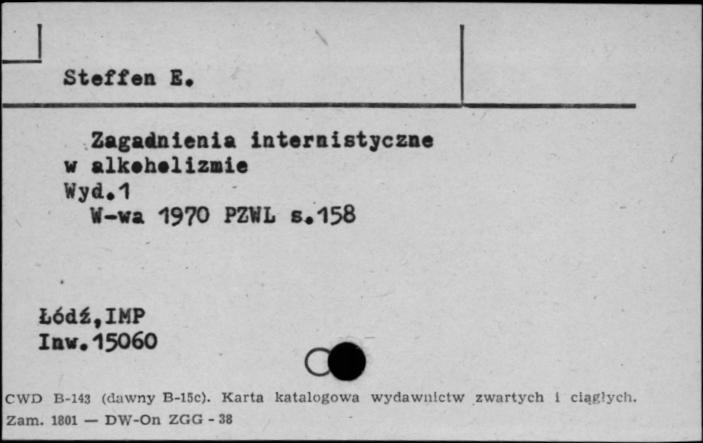 Steffen E.
Zagadnienia internistyczne
w alkoholizmie
Wyd.1
W-wa 1970 PZWL s.158
Łódź,IMP
Inw.15060
CWD B-143 (dawny B-15c). Karta katalogowa wydawnictw zwartych i ciągłych.
Zam. 1801 — DW-On ZGG - 38